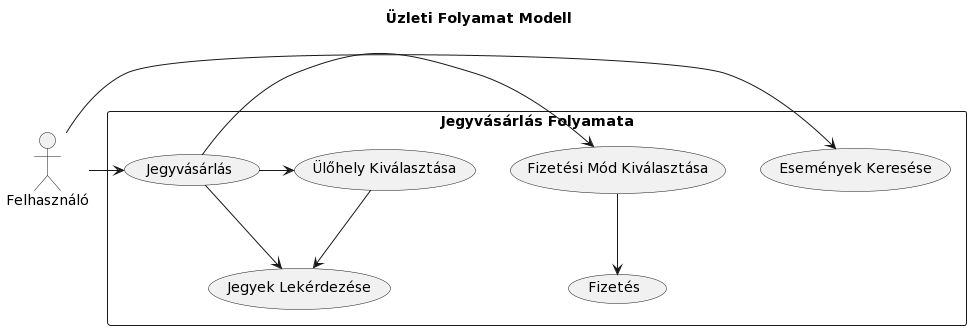 Üzleti Folyamat Modell
Jegyvásárlás Folyamata
Felhasználó
Jegyvásárlás
Ülőhely Kiválasztása
Fizetési Mód Kiválasztása
Események Keresése
Jegyek Lekérdezése
Fizetés